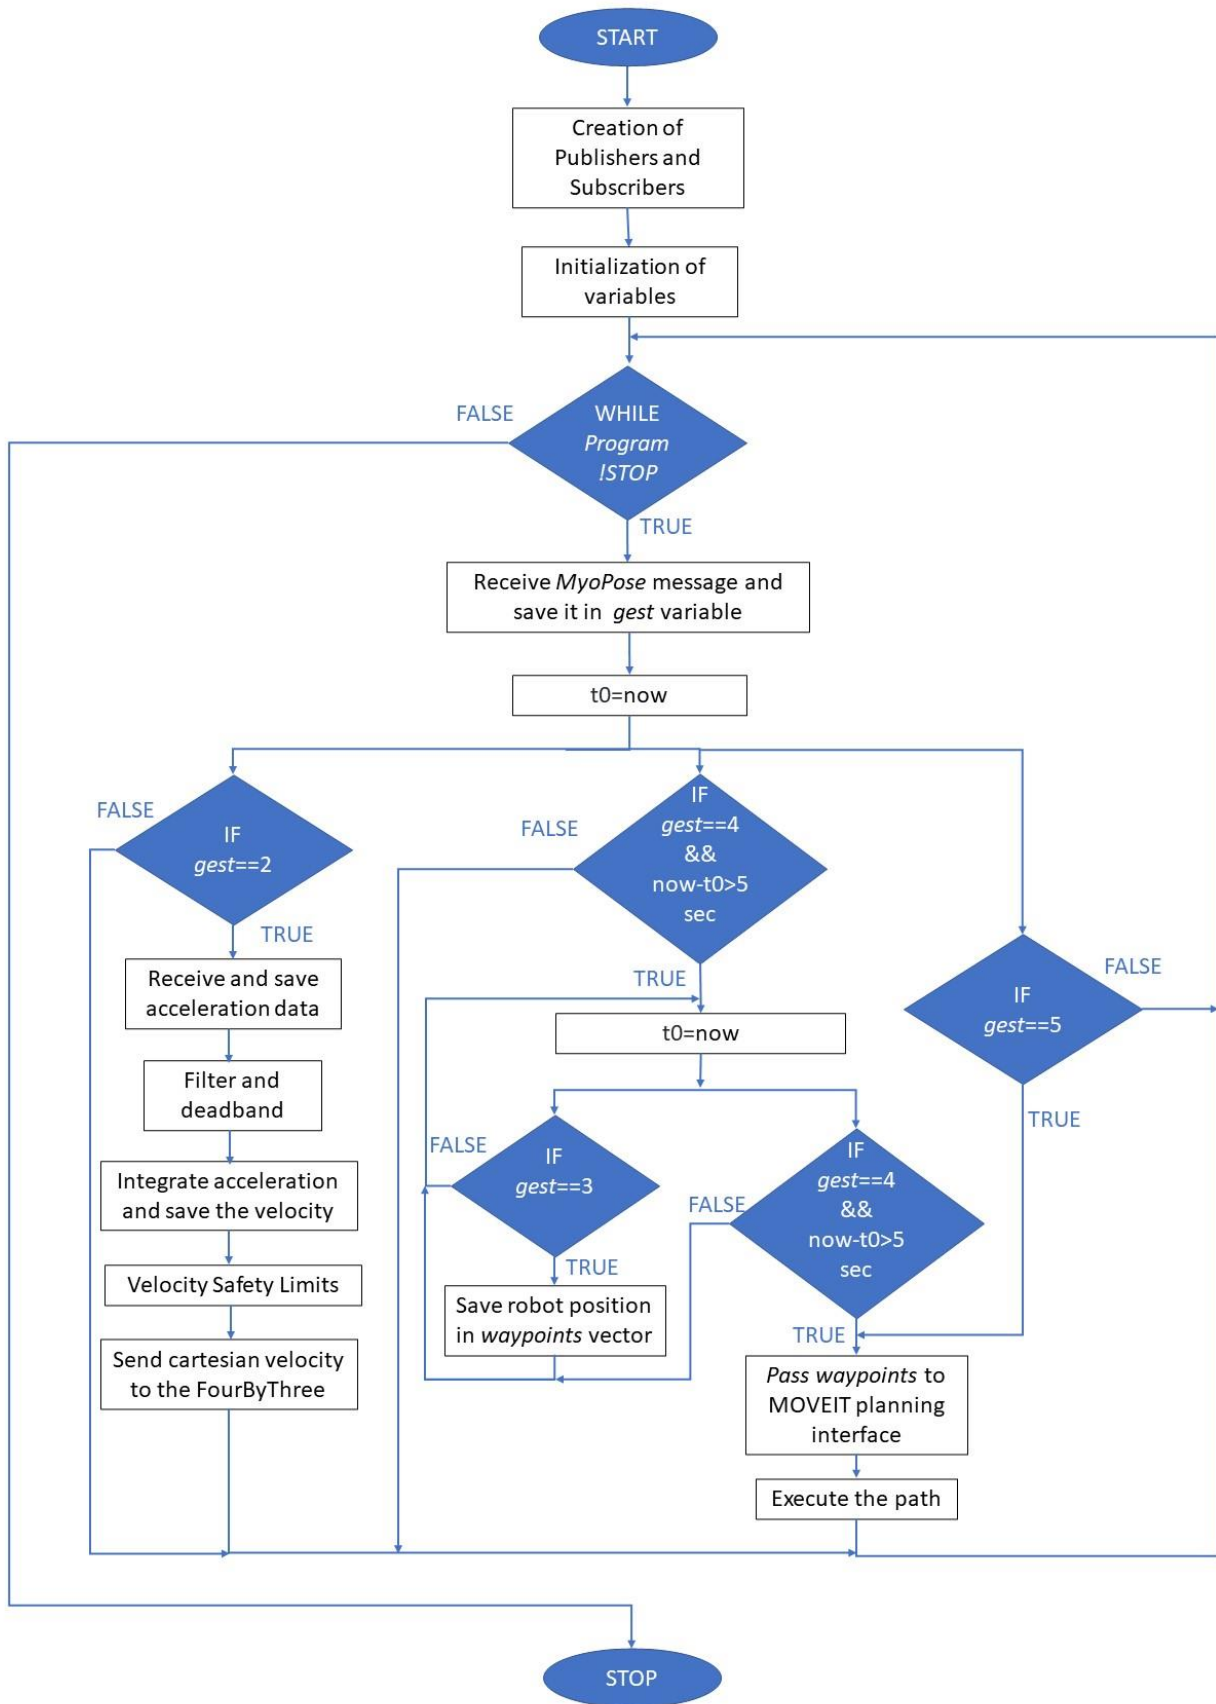 START
Creation of
Publishers and
Subscribers
Initialization of
variables
FALSE
WHILE
Program
!STOP
TRUE
Receive MyoPose message and
save it in gest variable
t0=now
FALSE
IF
gest==2
TRUE
Receive and save
acceleration data
Filter and
deadband
Integrate acceleration
and save the velocity
Velocity Safety Limits
Send cartesian velocity
to the FourByThree
FALSE
IF
gest==4
&&
now-t0>5
sec
TRUE
t0=now
FALSE
IF
gest==3
TRUE
Save robot position
in waypoints vector
FALSE
IF
gest==4
&&
now-t0>5
sec
TRUE
FALSE
IF
gest==5
TRUE
Pass waypoints to
MOVEIT planning
interface
Execute the path
STOP